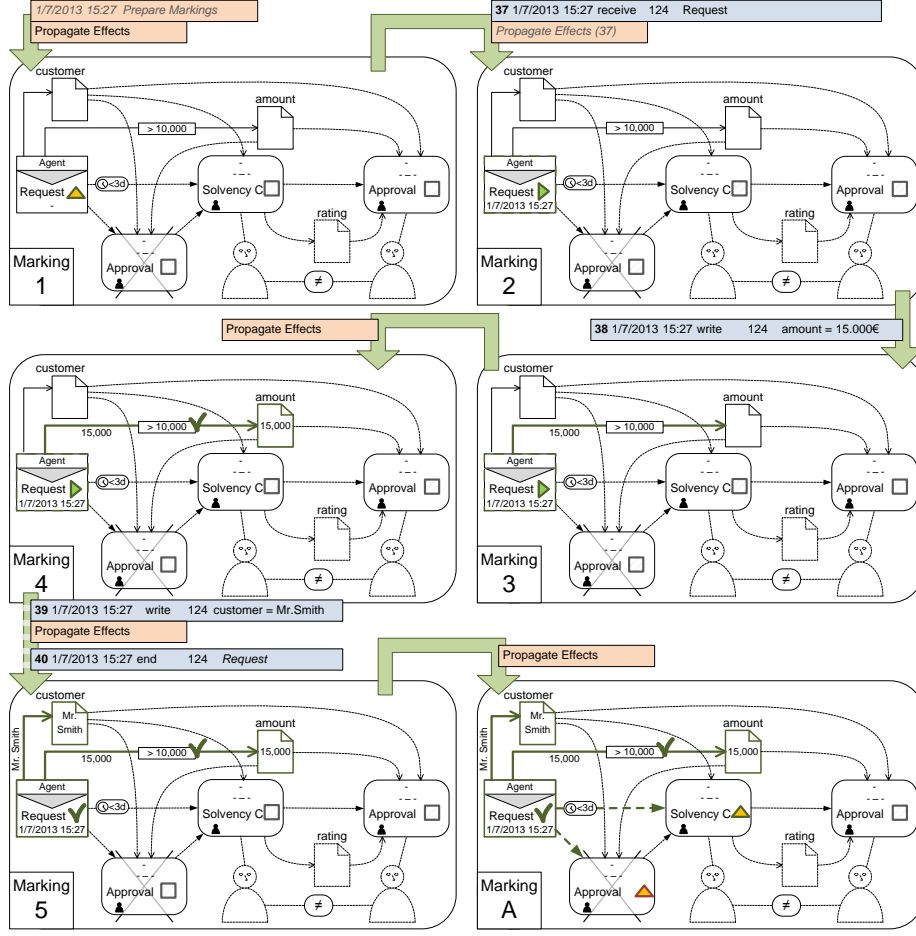 1/7/2013 15:27 Prepare Markings
Propagate Effects
37 1/7/2013 15:27 receive 124 Request
Propagate Effects (37)
customer
amount
> 10,000
Agent
Request
-
<3d
-
Solvency C
-
Approval
rating
-
Approval
≠
Marking
1
customer
amount
> 10,000
Agent
Request
1/7/2013 15:27
<3d
-
Solvency C
-
Approval
rating
-
Approval
≠
Marking
2
Propagate Effects
38 1/7/2013 15:27 write 124 amount = 15.000€
customer
amount
15,000
> 10,000
15,000
Agent
Request
1/7/2013 15:27
<3d
-
Solvency C
-
Approval
rating
-
Approval
≠
Marking
4
customer
amount
> 10,000
15,000
Agent
Request
1/7/2013 15:27
<3d
-
Solvency C
-
Approval
rating
-
Approval
≠
Marking
3
39 1/7/2013 15:27 write 124 customer = Mr.Smith
Propagate Effects
40 1/7/2013 15:27 end 124 Request
Propagate Effects
customer
Mr.
Smith
Mr. Smith
amount
15,000
> 10,000
15,000
Agent
Request
1/7/2013 15:27
<3d
-
Solvency C
-
Approval
rating
-
Approval
≠
Marking
5
customer
Mr.
Smith
Mr. Smith
amount
15,000
> 10,000
15,000
Agent
Request
1/7/2013 15:27
<3d
-
Solvency C
-
Approval
rating
-
Approval
≠
Marking
A